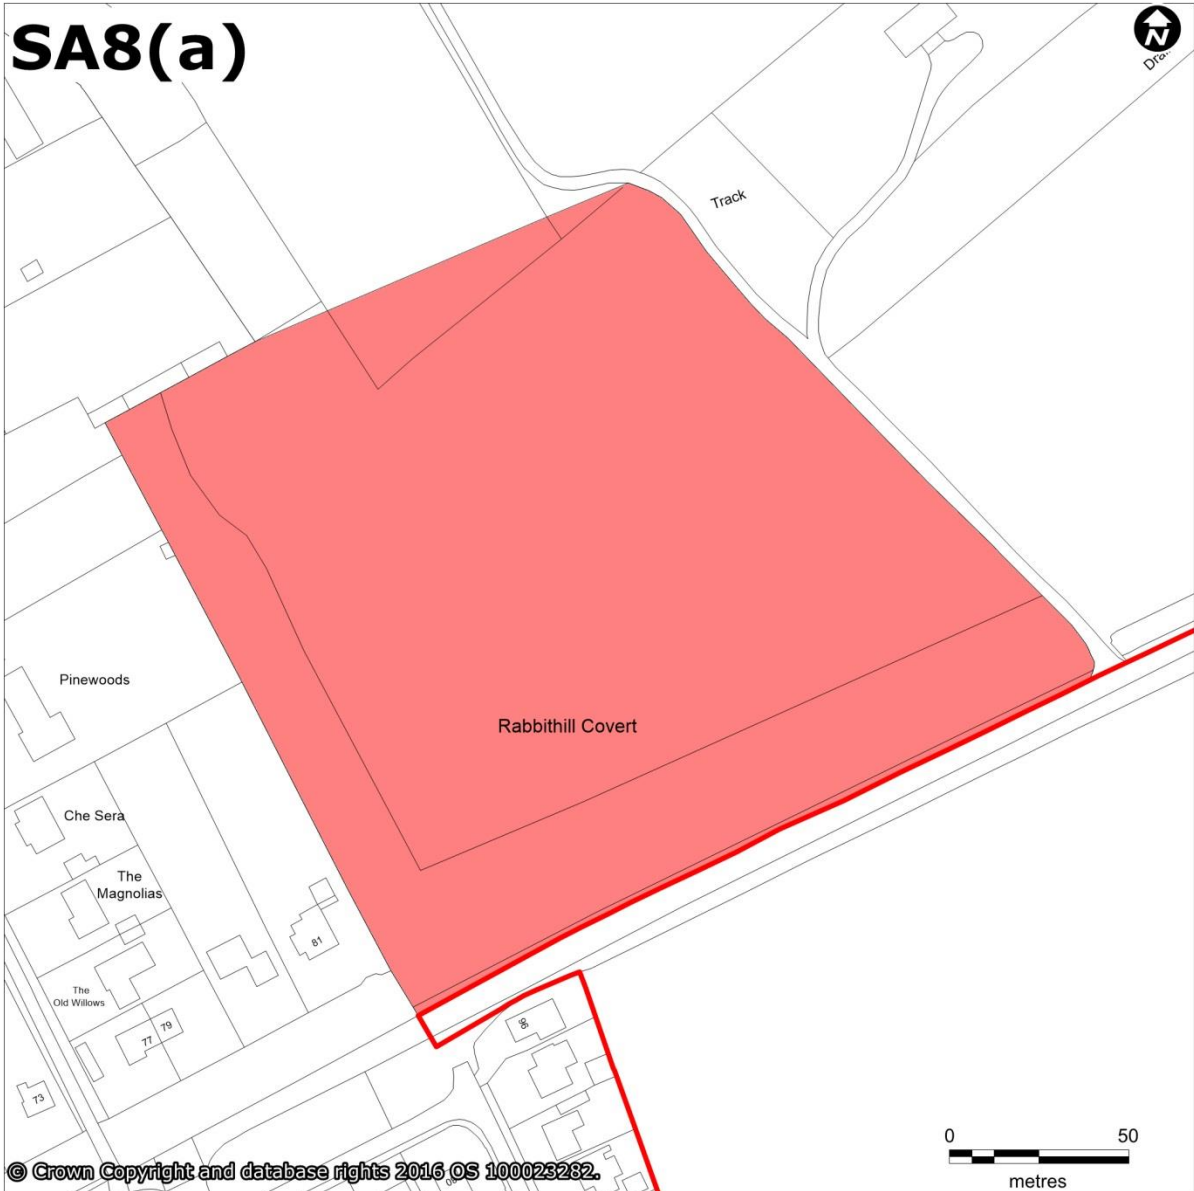 SA8(a)
N
Track
Pinewoods
Rabbithill Covert
Che Sera
The
Magnolias
81
The
Old Willows
79
77
96
73
0 50
metres
© Crown Copyright and database rights 2016 OS 100023282.